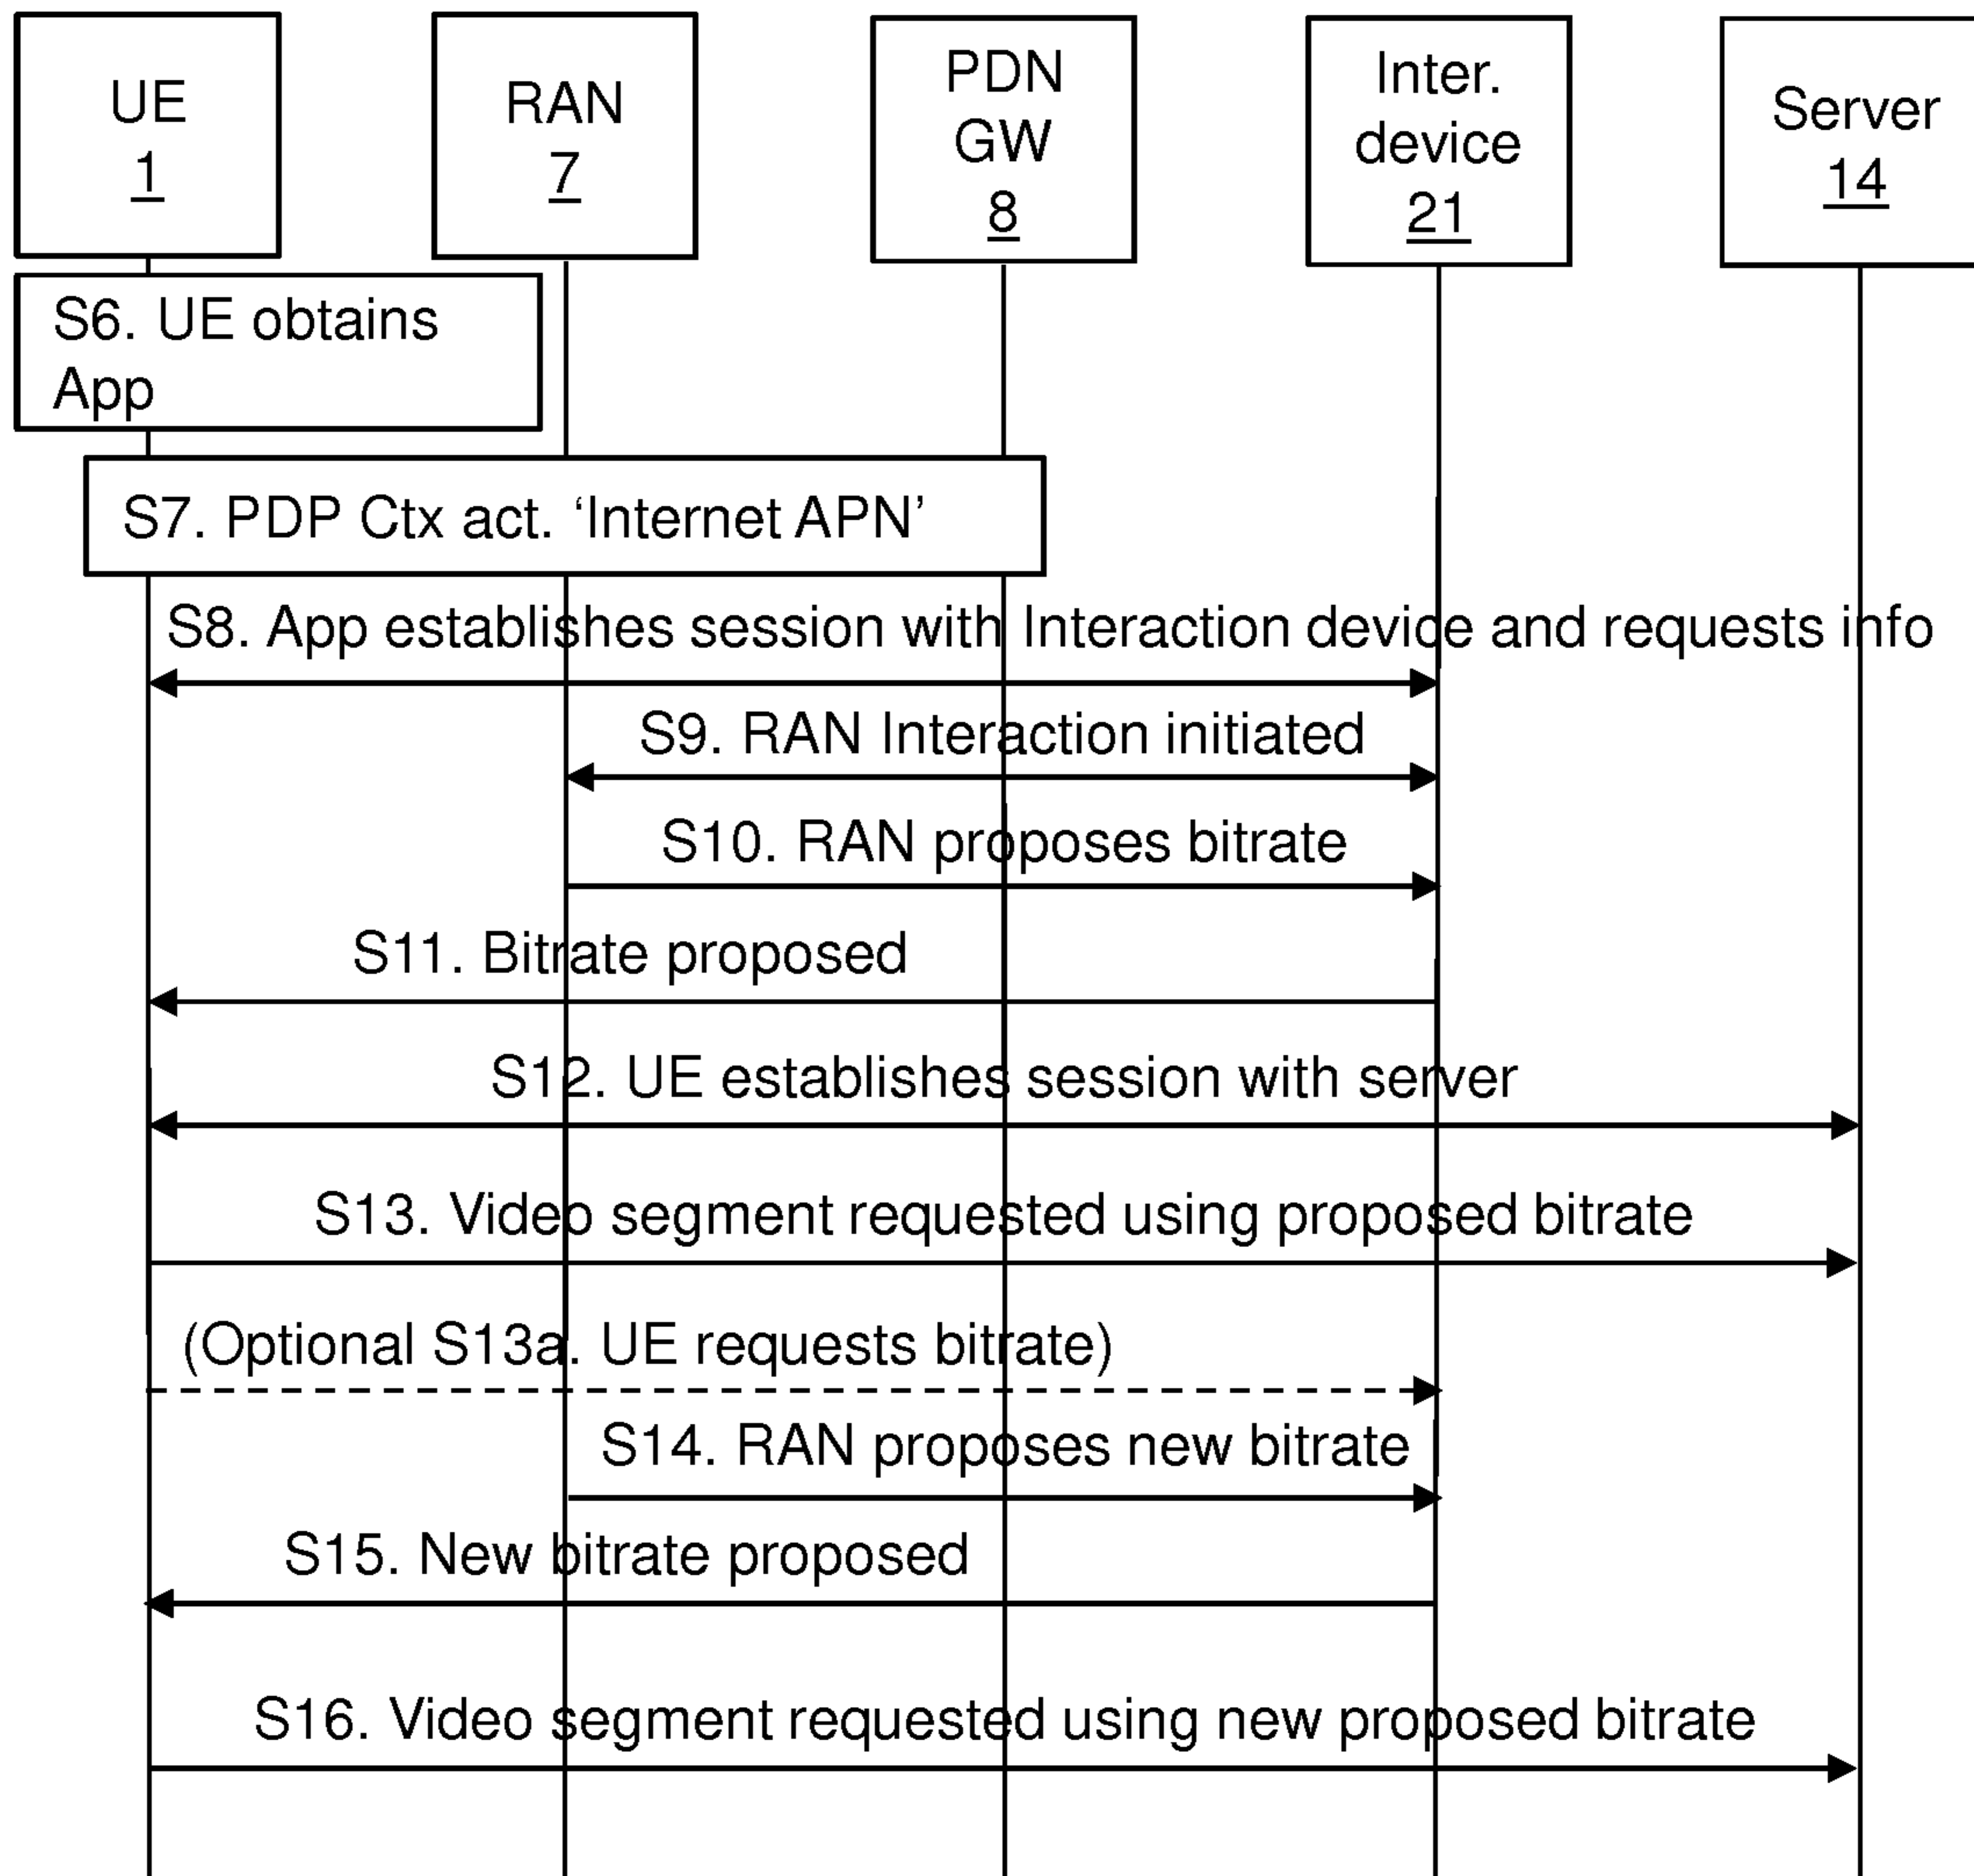 UE
1
RAN
7
PDN
GW
8
Inter.
device
21
Server
14
S6. UE obtains
App
S7. PDP Ctx act. ‘Internet APN’
S8. App establishes session with Interaction device and requests info
S9. RAN Interaction initiated
S10. RAN proposes bitrate
S11. Bitrate proposed
S12. UE establishes session with server
S13. Video segment requested using proposed bitrate
(Optional S13a. UE requests bitrate)
S14. RAN proposes new bitrate
S15. New bitrate proposed
S16. Video segment requested using new proposed bitrate